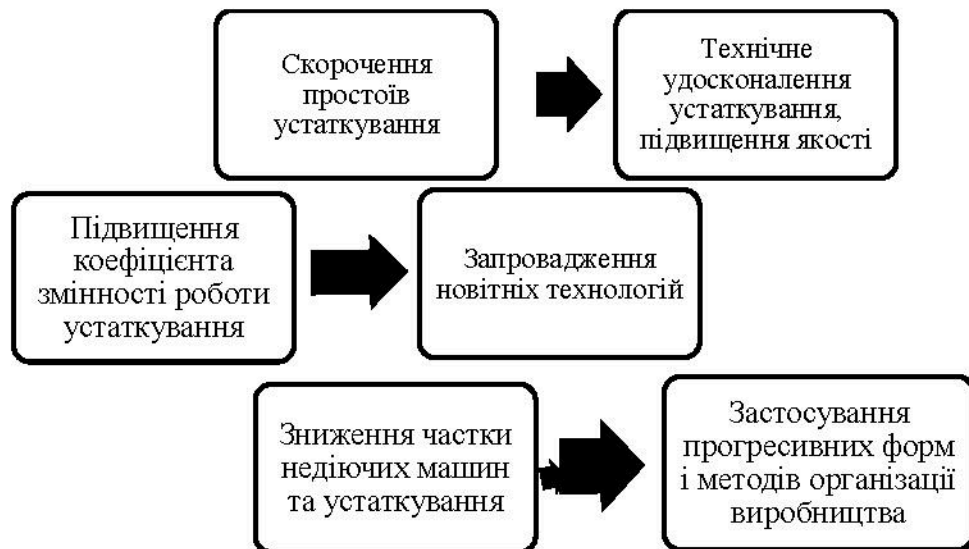 Скорочення
простоїв
устаткування
Технічне
удосконалення
устаткування,
підвищення якості
Підвищення
коефіцієнта
змінності роботи
устаткування
Запровадження
новітніх технологій
Зниження частки
недіючих машин
та устаткування
Застосування
прогресивних форм
і методів організації
виробництва